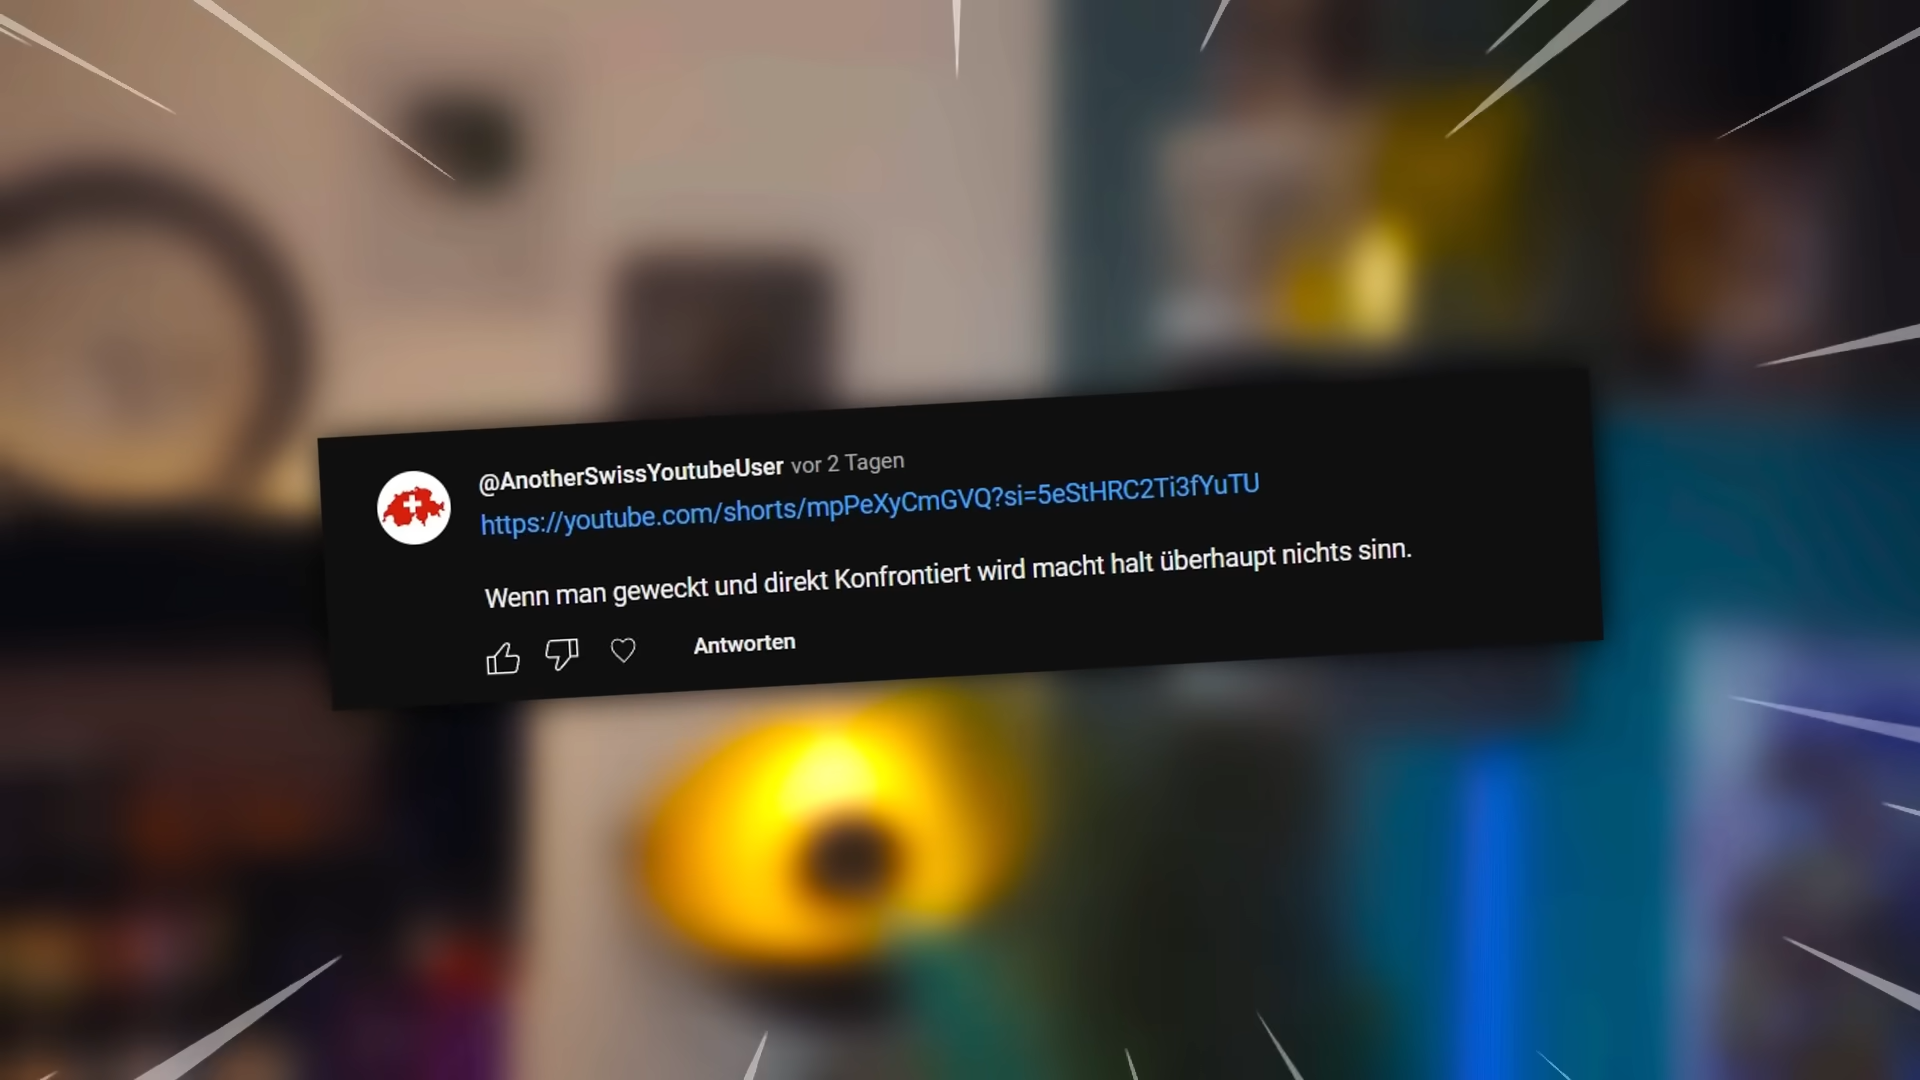 @AnotherSwissYoutubeUser vor 2 Tagen
https://youtube.com/shorts/mpPeXyCmGVQ?si=5eStHRC2Ti3fYuTU
Wenn man geweckt und direkt Konfrontiert wird macht halt überhaupt nichts sinn.
Antworten